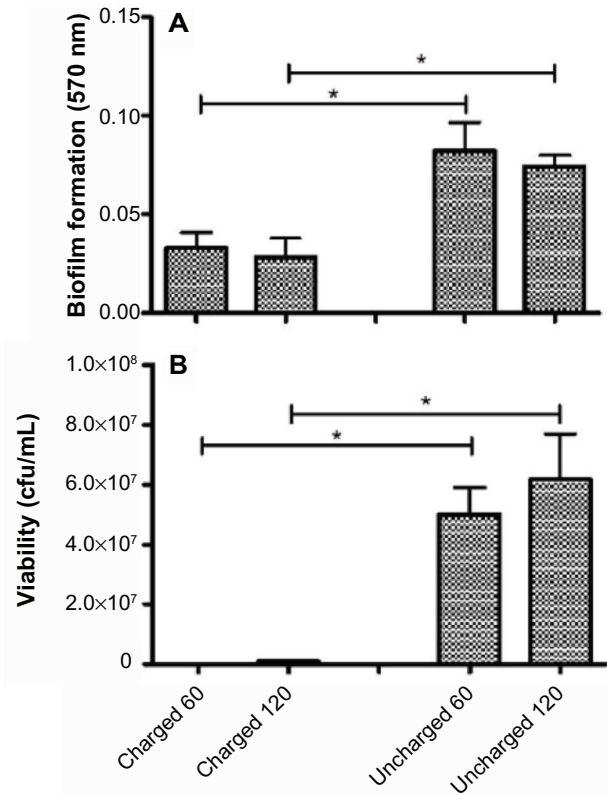 A
Biofilm formation (570 nm)
0.15
0.10
0.05
0.00
*
*
B
Viability (cfu/mL)
1.0×10⁸
8.0×10⁷
6.0×10⁷
4.0×10⁷
2.0×10⁷
0
*
*
Charged 60
Charged 120
Uncharged 60
Uncharged 120